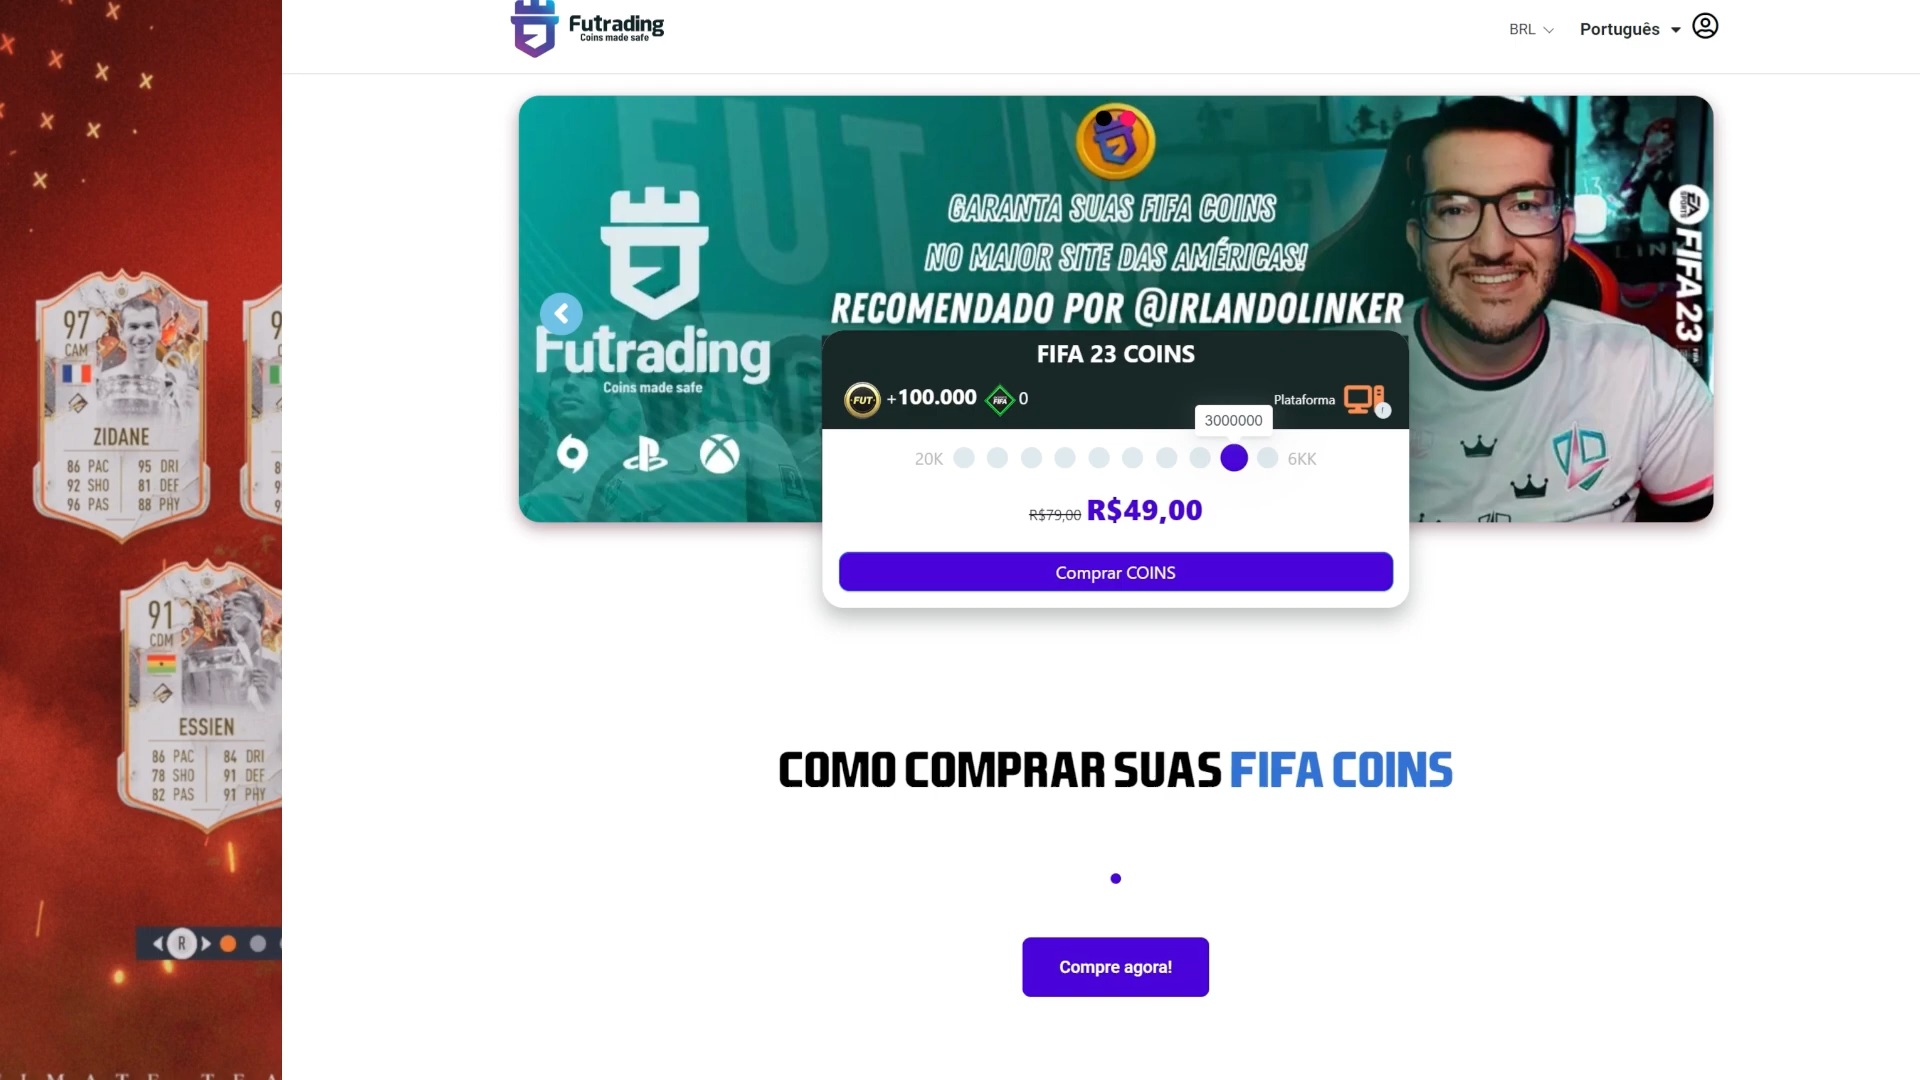 Futrading
Coins made safe
BRL
Português
GARANTA SUAS FIFA COINS
NO MAIOR SITE DAS AMÉRICAS!
RECOMENDADO POR @IRLANDOLINKER
Futrading
Coins made safe
EA SPORTS FIFA 23
FIFA 23 COINS
FUT
+100.000
FIFA
0
Plataforma
3000000
20K
6KK
R$79,00 R$49,00
Comprar COINS
COMO COMPRAR SUAS FIFA COINS
Compre agora!
97
CAM
ZIDANE
86 PAC 95 DRI
92 SHO 81 DEF
96 PAS 88 PHY
91
CDM
ESSIEN
86 PAC 84 DRI
78 SHO 91 DEF
82 PAS 91 PHY
R